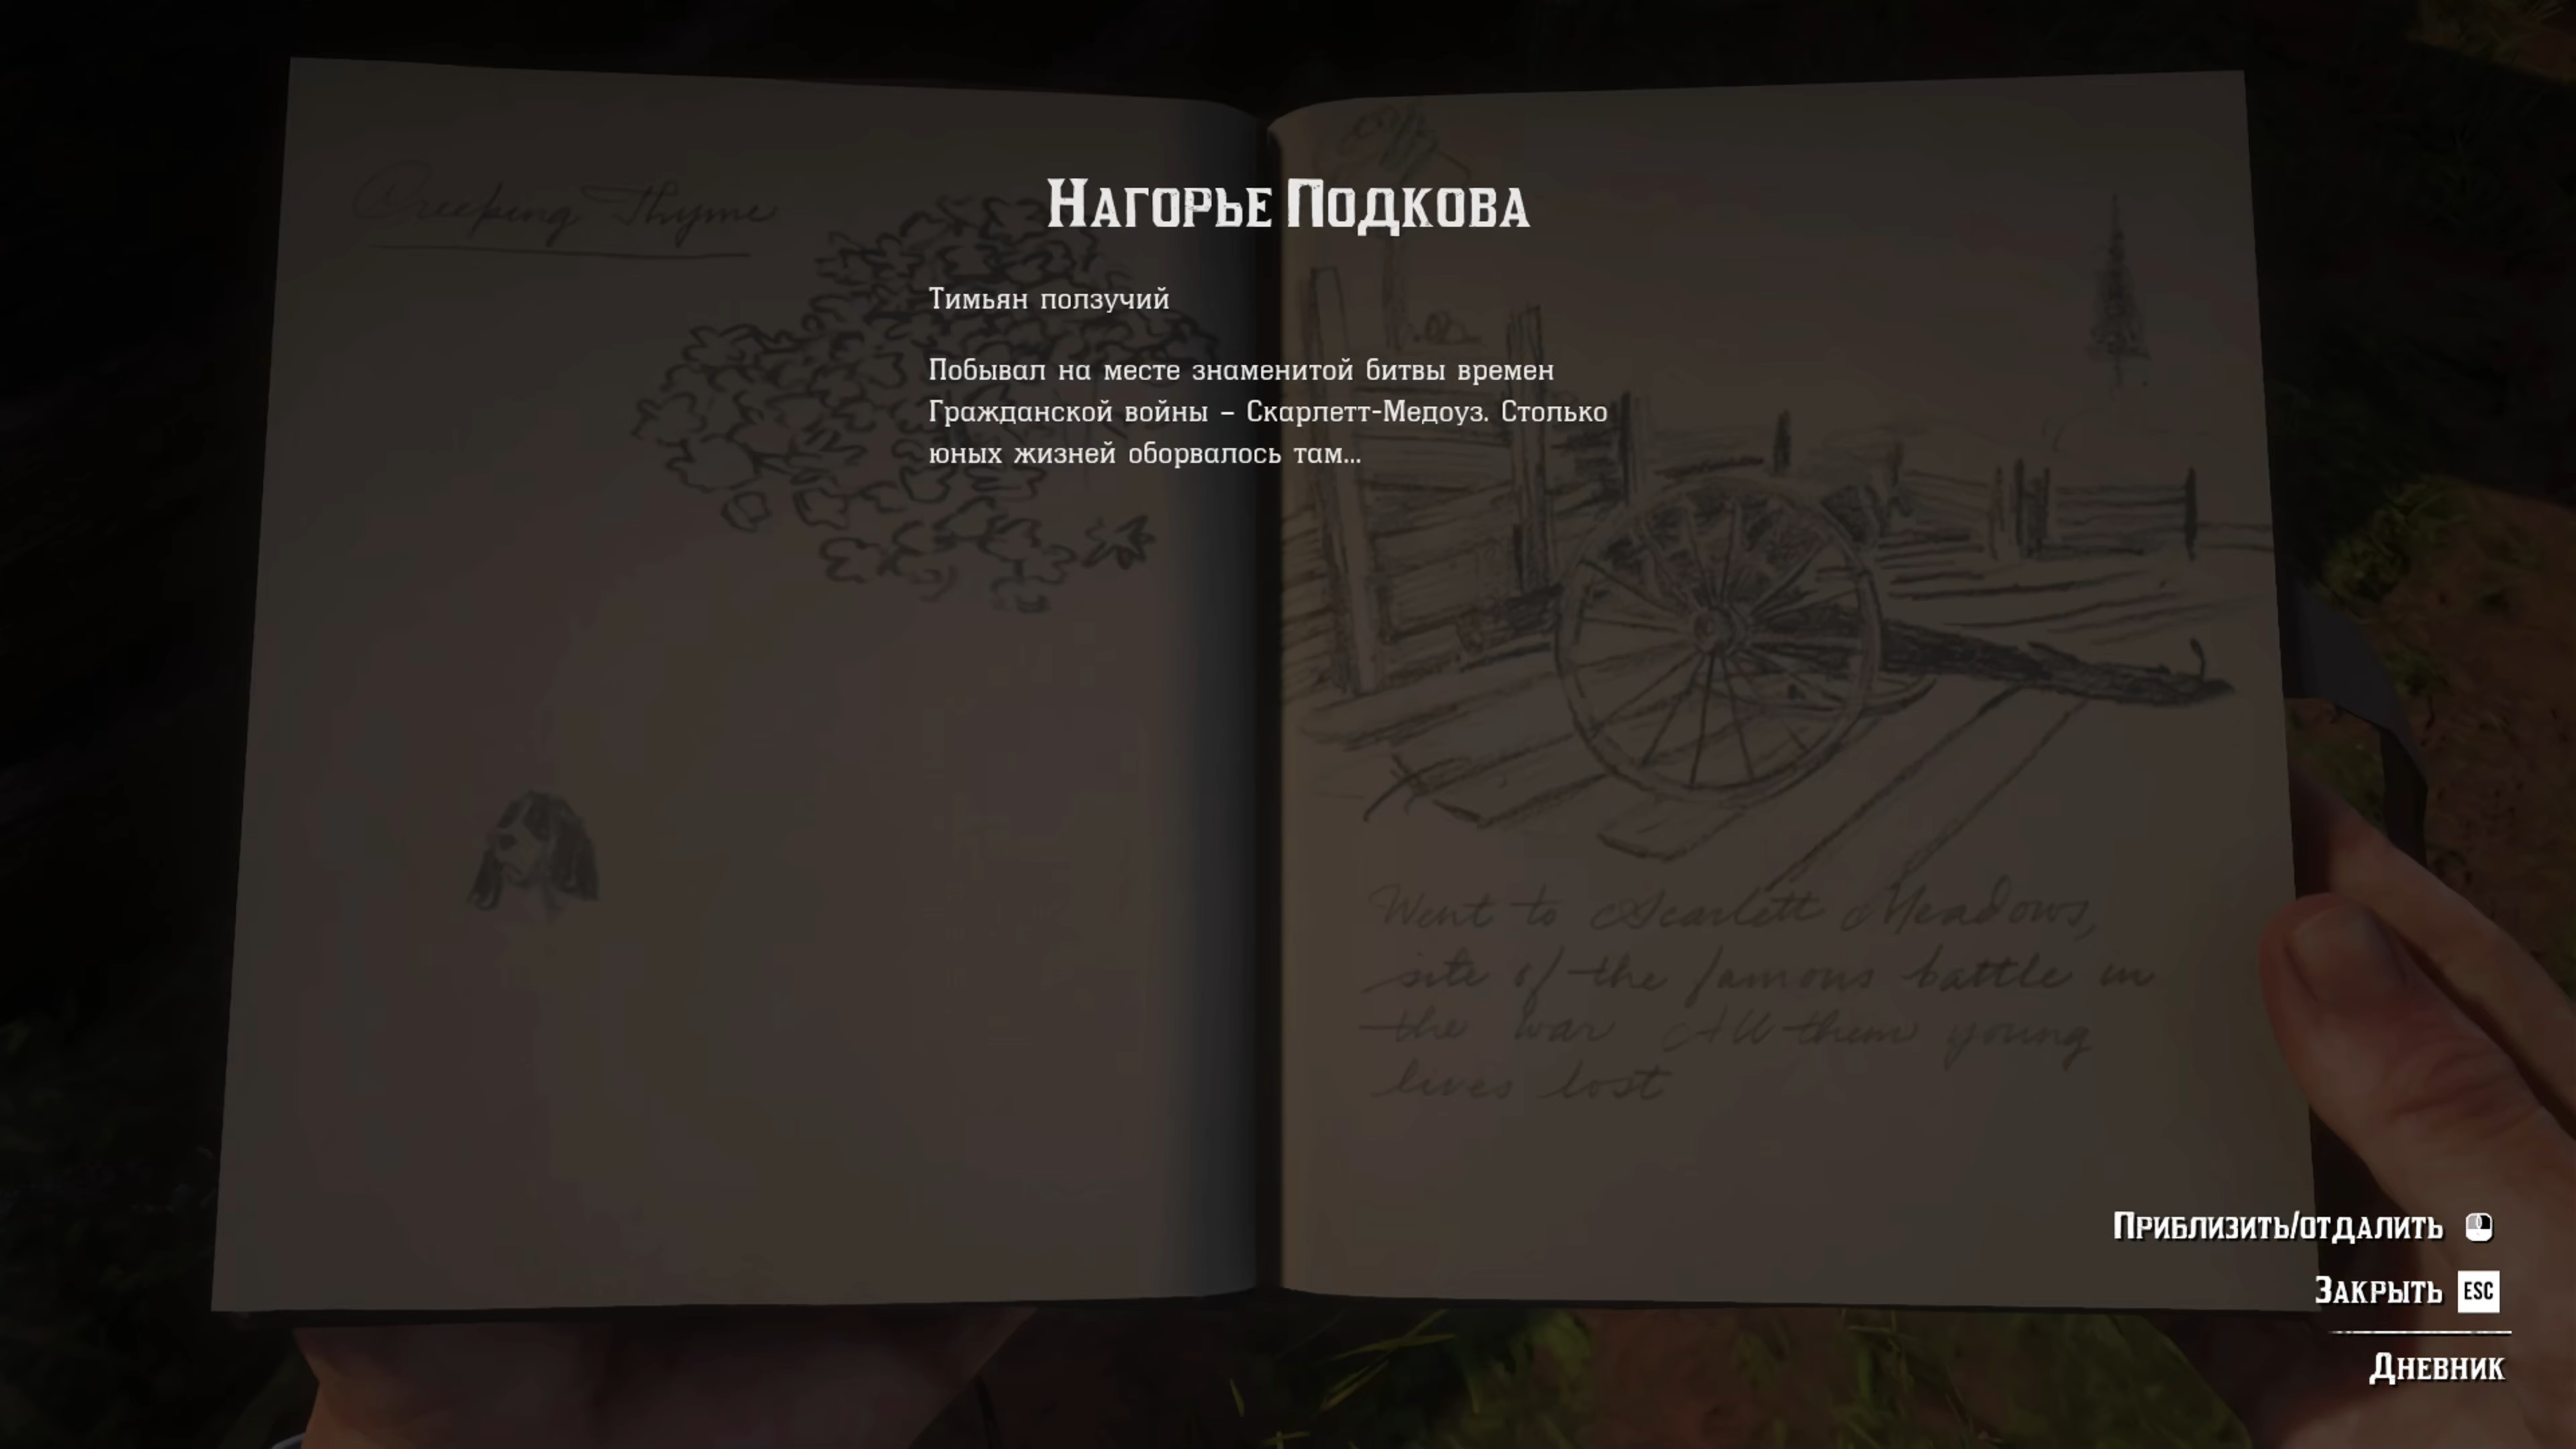 Creeping Thyme
Нагорье Подкова
Тимьян ползучий
Побывал на месте знаменитой битвы времен
Гражданской войны – Скарлетт-Медоуз. Столько
юных жизней оборвалось там...
Went to Scarlett Meadows,
site of the famous battle in
the war All them young
lives lost
Приблизить/отдалить
Закрыть ESC
Дневник